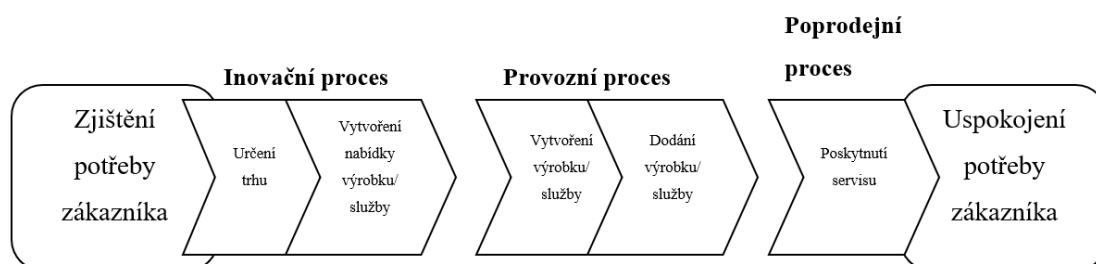 Poprodejní
proces
Inovační proces
Provozní proces
Zjištění
potřeby
zákazníka
Určení
trhu
Vytvoření
nabídky
výrobku/
služby
Vytvoření
výrobku/
služby
Dodání
výrobku/
služby
Poskytnutí
servisu
Uspokojení
potřeby
zákazníka